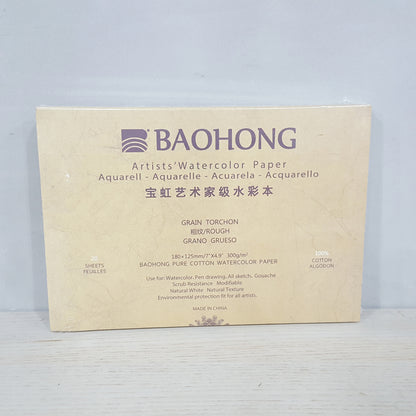 BAOHONG
Artists' Watercolor Paper
Aquarell - Aquarelle - Acuarela - Acquarello
宝虹艺术家级水彩本
GRAIN TORCHON
粗纹/ROUGH
GRANO GRUESO
180×125mm/7"X4.9" 300g/m²
BAOHONG PURE COTTON WATERCOLOR PAPER
20
SHEETS
FEUILLES
100%
COTTON
ALGODON
Use for: Watercolor, Pen drawing, All sketch, Gouache
Scrub Resistance Modifiable
Natural White Natural Texture
Environmental protection fit for all artists.
MADE IN CHINA